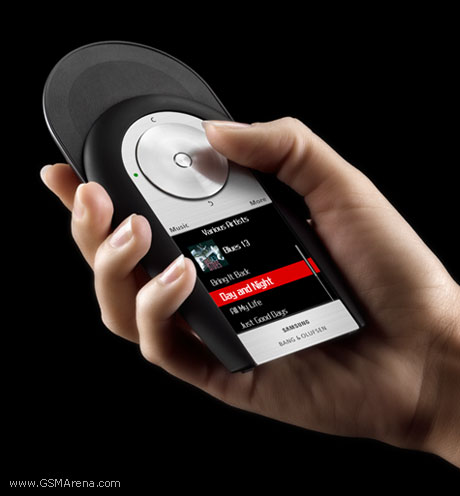 Music
More
Various Artists
Blues 13
Bring It Back
Day and Night
All My Life
Just Good Days
SAMSUNG
BANG & OLUFSEN
www.GSMArena.com